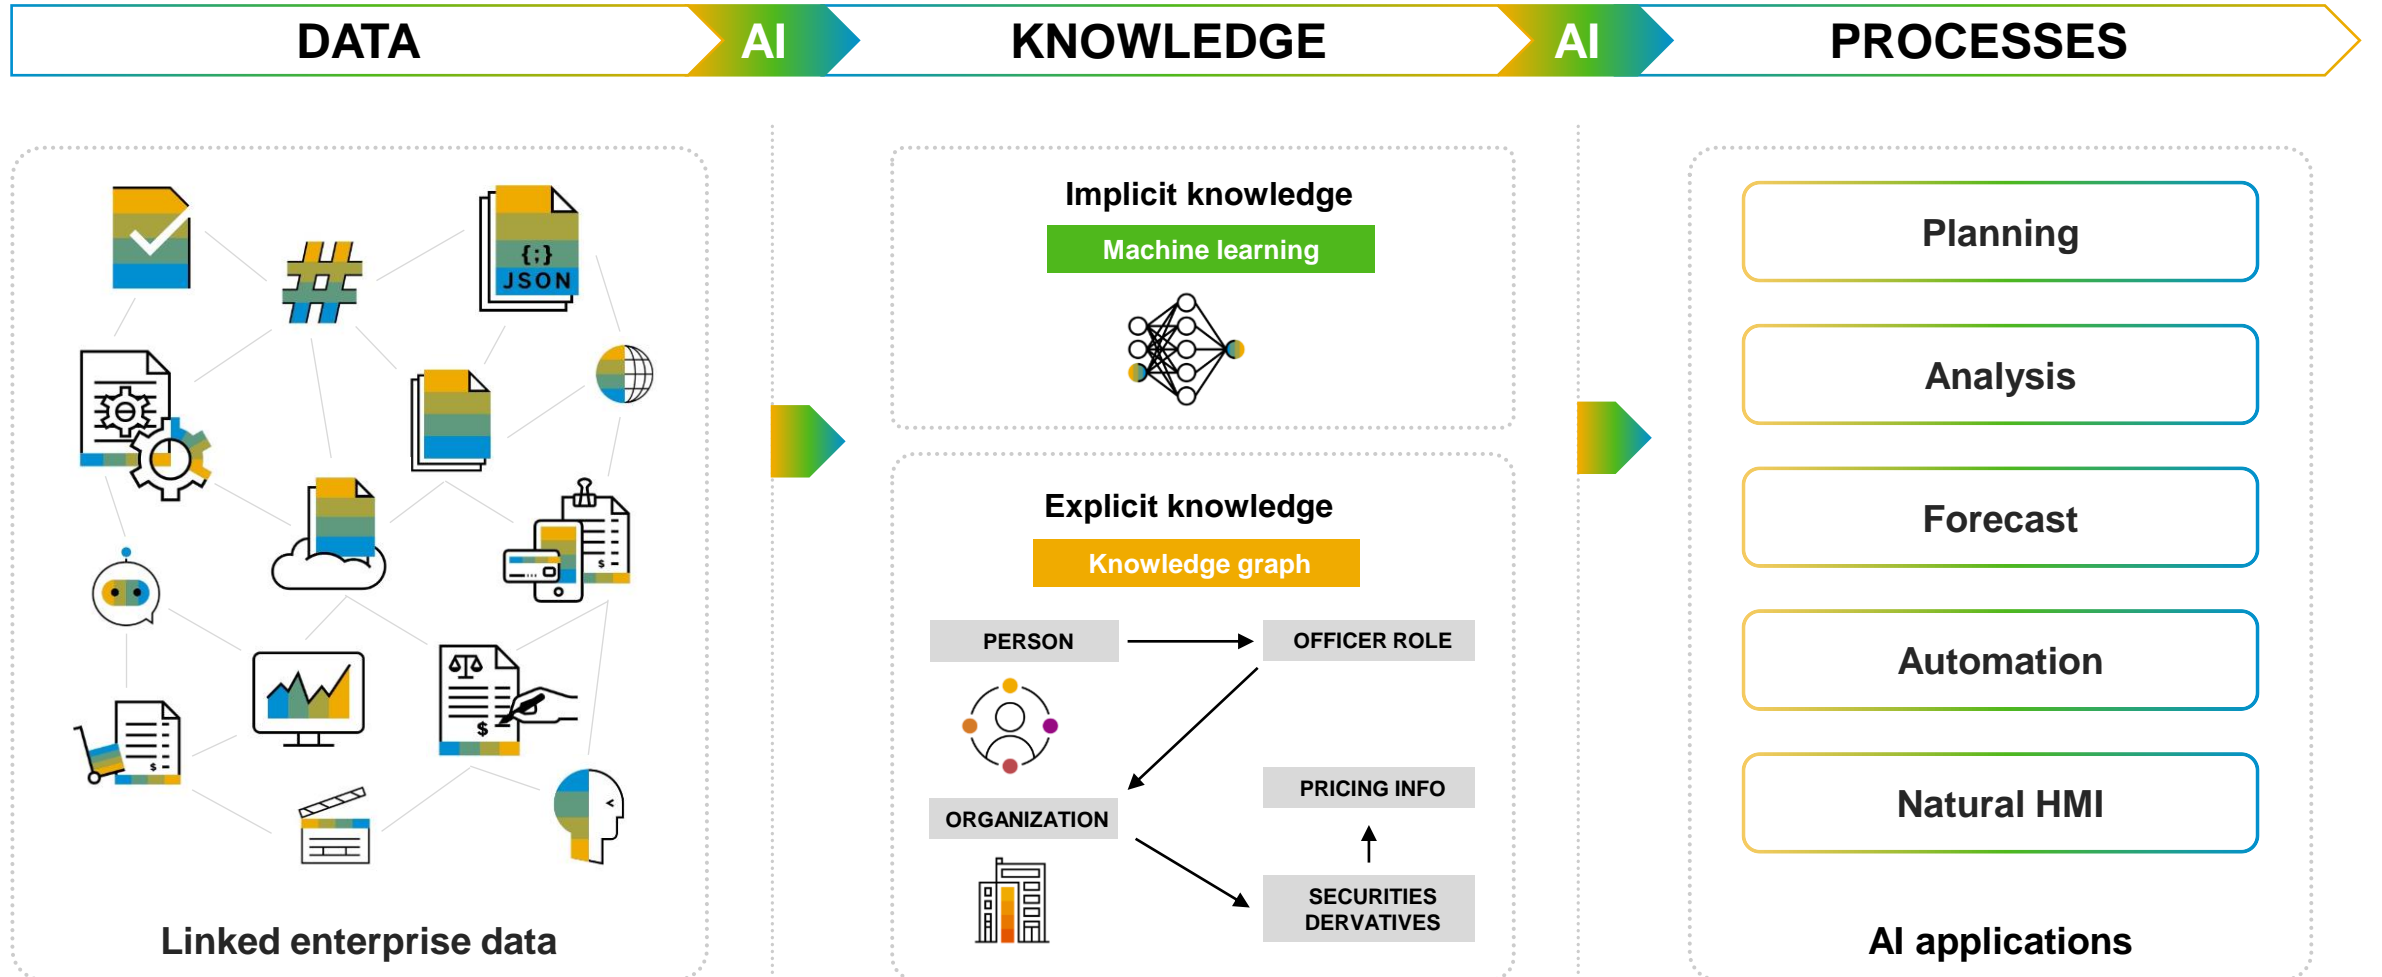 DATA
AI
KNOWLEDGE
AI
PROCESSES
{;}
JSON
$
$
$
Linked enterprise data
Implicit knowledge
Machine learning
Explicit knowledge
Knowledge graph
PERSON
OFFICER ROLE
ORGANIZATION
PRICING INFO
SECURITIES
DERVATIVES
Planning
Analysis
Forecast
Automation
Natural HMI
AI applications